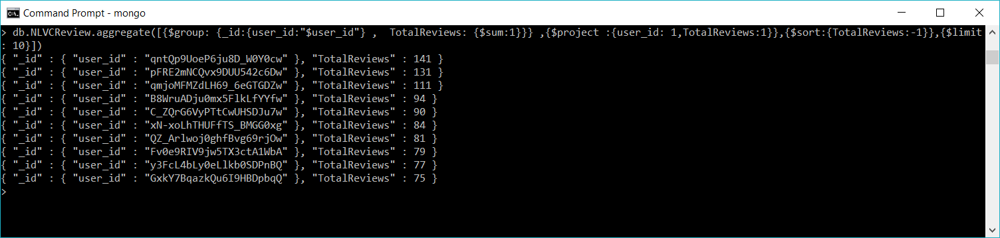 Command Prompt - mongo
> db.NLVCReview.aggregate([{$group: {_id:{user_id:"$user_id"} ,  TotalReviews: {$sum:1}}} ,{$project :{user_id: 1,TotalReviews:1}},{$sort:{TotalReviews:-1}},{$limit
: 10}])
{ "_id" : { "user_id" : "qntQp9UoeP6ju8D_W0Y0cw" }, "TotalReviews" : 141 }
{ "_id" : { "user_id" : "pFRE2mNCQvx9DUU542c6Dw" }, "TotalReviews" : 131 }
{ "_id" : { "user_id" : "qmjoMFMZdLH69_6eGTGDZw" }, "TotalReviews" : 111 }
{ "_id" : { "user_id" : "B8WruADju0mx5FlkLfYYfw" }, "TotalReviews" : 94 }
{ "_id" : { "user_id" : "C_ZQrG6VyPTtCwUHSDJu7w" }, "TotalReviews" : 90 }
{ "_id" : { "user_id" : "xN-xoLhTHUFfTS_BMGG0xg" }, "TotalReviews" : 84 }
{ "_id" : { "user_id" : "QZ_Arlwoj0ghfBvg69rjOw" }, "TotalReviews" : 81 }
{ "_id" : { "user_id" : "Fv0e9RIV9jw5TX3ctA1WbA" }, "TotalReviews" : 79 }
{ "_id" : { "user_id" : "y3FcL4bLy0eLlkb0SDPnBQ" }, "TotalReviews" : 77 }
{ "_id" : { "user_id" : "GxkY7BqazkQu6I9HBDpbqQ" }, "TotalReviews" : 75 }
>